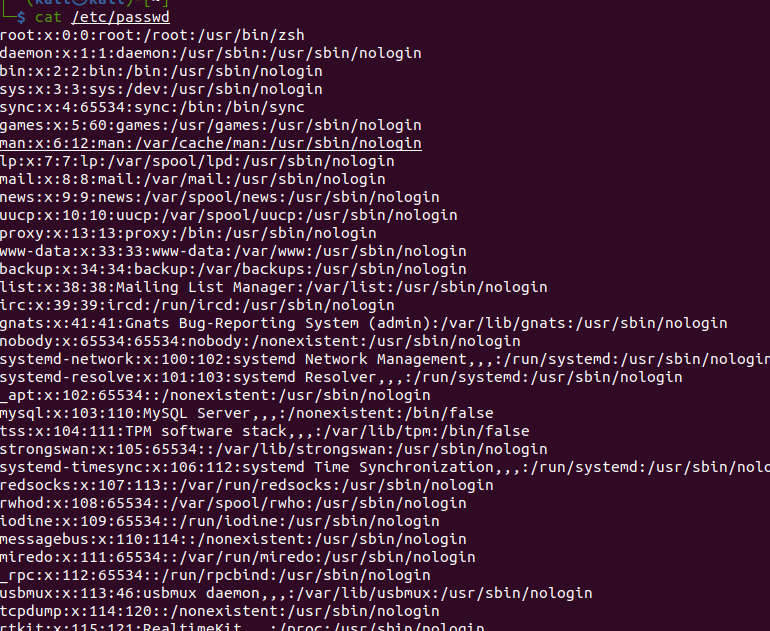 (kali㉿kali)-[~]
└─$ cat /etc/passwd
root:x:0:0:root:/root:/usr/bin/zsh
daemon:x:1:1:daemon:/usr/sbin:/usr/sbin/nologin
bin:x:2:2:bin:/bin:/usr/sbin/nologin
sys:x:3:3:sys:/dev:/usr/sbin/nologin
sync:x:4:65534:sync:/bin:/bin/sync
games:x:5:60:games:/usr/games:/usr/sbin/nologin
man:x:6:12:man:/var/cache/man:/usr/sbin/nologin
lp:x:7:7:lp:/var/spool/lpd:/usr/sbin/nologin
mail:x:8:8:mail:/var/mail:/usr/sbin/nologin
news:x:9:9:news:/var/spool/news:/usr/sbin/nologin
uucp:x:10:10:uucp:/var/spool/uucp:/usr/sbin/nologin
proxy:x:13:13:proxy:/bin:/usr/sbin/nologin
www-data:x:33:33:www-data:/var/www:/usr/sbin/nologin
backup:x:34:34:backup:/var/backups:/usr/sbin/nologin
list:x:38:38:Mailing List Manager:/var/list:/usr/sbin/nologin
irc:x:39:39:ircd:/run/ircd:/usr/sbin/nologin
gnats:x:41:41:Gnats Bug-Reporting System (admin):/var/lib/gnats:/usr/sbin/nologin
nobody:x:65534:65534:nobody:/nonexistent:/usr/sbin/nologin
systemd-network:x:100:102:systemd Network Management,,,:/run/systemd:/usr/sbin/nologin
systemd-resolve:x:101:103:systemd Resolver,,,:/run/systemd:/usr/sbin/nologin
_apt:x:102:65534::/nonexistent:/usr/sbin/nologin
mysql:x:103:110:MySQL Server,,,:/nonexistent:/bin/false
tss:x:104:111:TPM software stack,,,:/var/lib/tpm:/bin/false
strongswan:x:105:65534::/var/lib/strongswan:/usr/sbin/nologin
systemd-timesync:x:106:112:systemd Time Synchronization,,,:/run/systemd:/usr/sbin/nolo
redsocks:x:107:113::/var/run/redsocks:/usr/sbin/nologin
rwhod:x:108:65534::/var/spool/rwho:/usr/sbin/nologin
iodine:x:109:65534::/run/iodine:/usr/sbin/nologin
messagebus:x:110:114::/nonexistent:/usr/sbin/nologin
miredo:x:111:65534::/var/run/miredo:/usr/sbin/nologin
_rpc:x:112:65534::/run/rpcbind:/usr/sbin/nologin
usbmux:x:113:46:usbmux daemon,,,:/var/lib/usbmux:/usr/sbin/nologin
tcpdump:x:114:120::/nonexistent:/usr/sbin/nologin
rtkit:x:115:121:RealtimeKit,,,:/proc:/usr/sbin/nologin